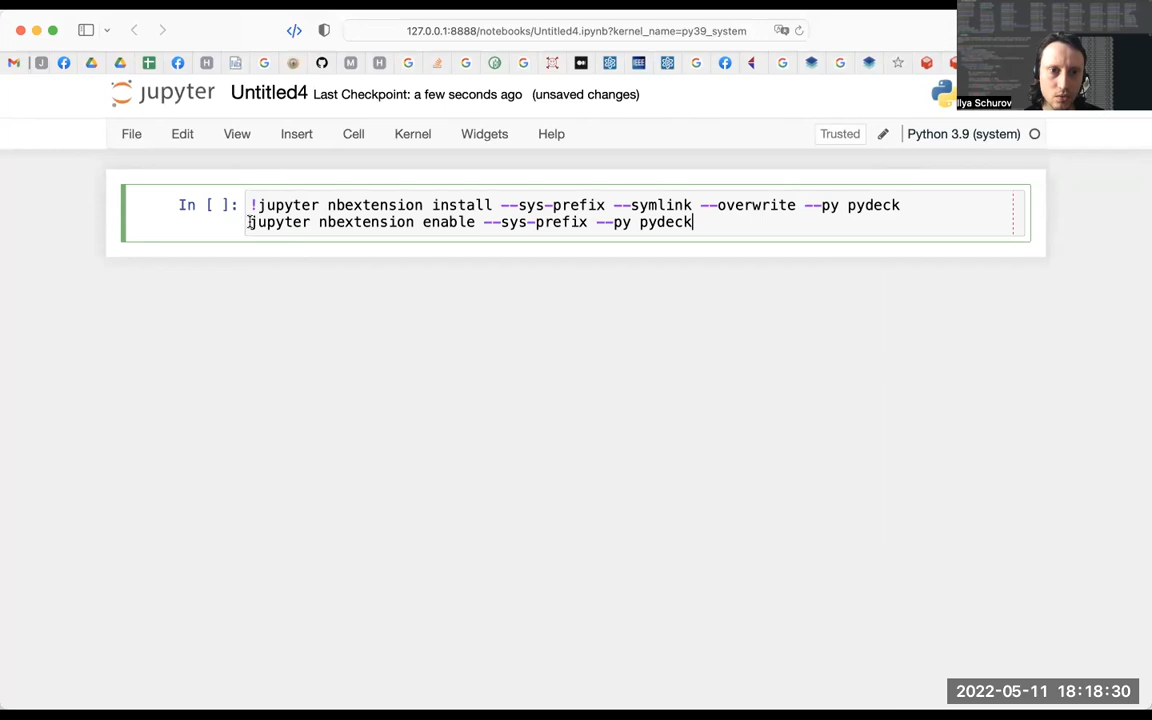 127.0.0.1:8888/notebooks/Untitled4.ipynb?kernel_name=py39_system
jupyter Untitled4 Last Checkpoint: a few seconds ago (unsaved changes)
Ilya Schurov
File Edit View Insert Cell Kernel Widgets Help Trusted Python 3.9 (system)
In [ ]: !jupyter nbextension install --sys-prefix --symlink --overwrite --py pydeck
jupyter nbextension enable --sys-prefix --py pydeck
2022-05-11 18:18:30